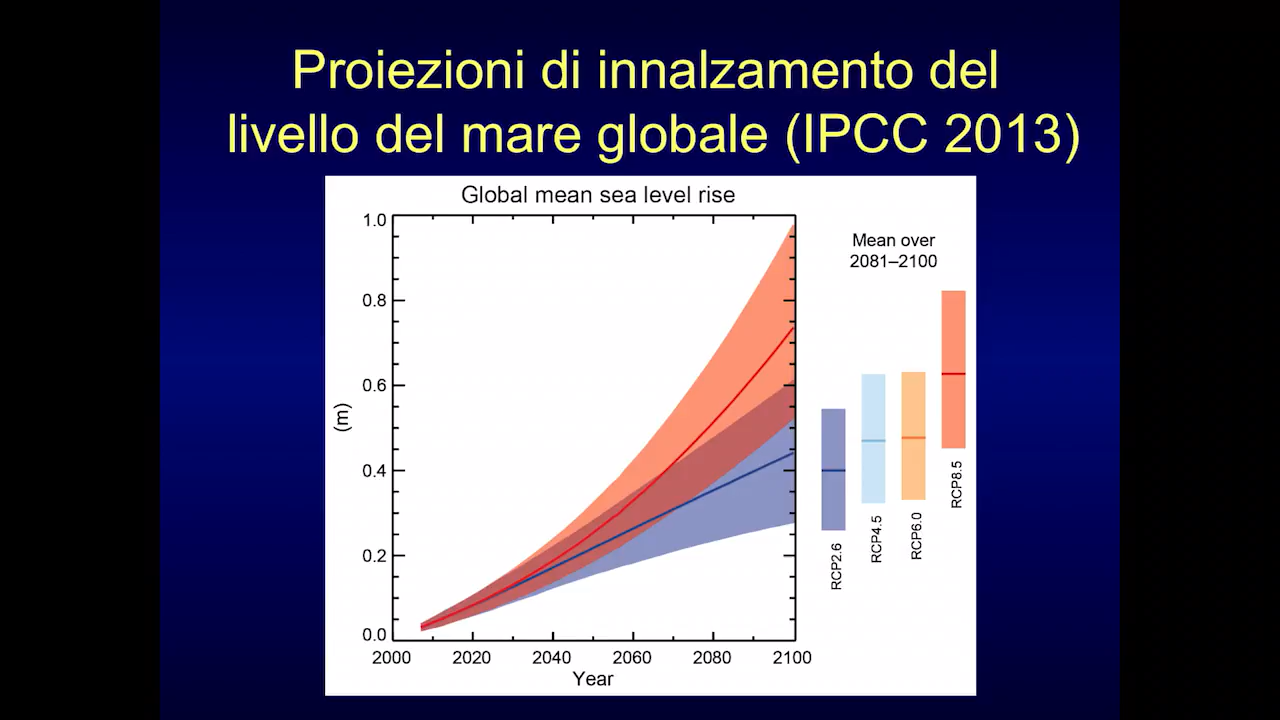 Proiezioni di innalzamento del
livello del mare globale (IPCC 2013)
Global mean sea level rise
1.0
0.8
0.6
0.4
0.2
0.0
(m)
2000 2020 2040 2060 2080 2100
Year
Mean over
2081–2100
RCP2.6
RCP4.5
RCP6.0
RCP8.5